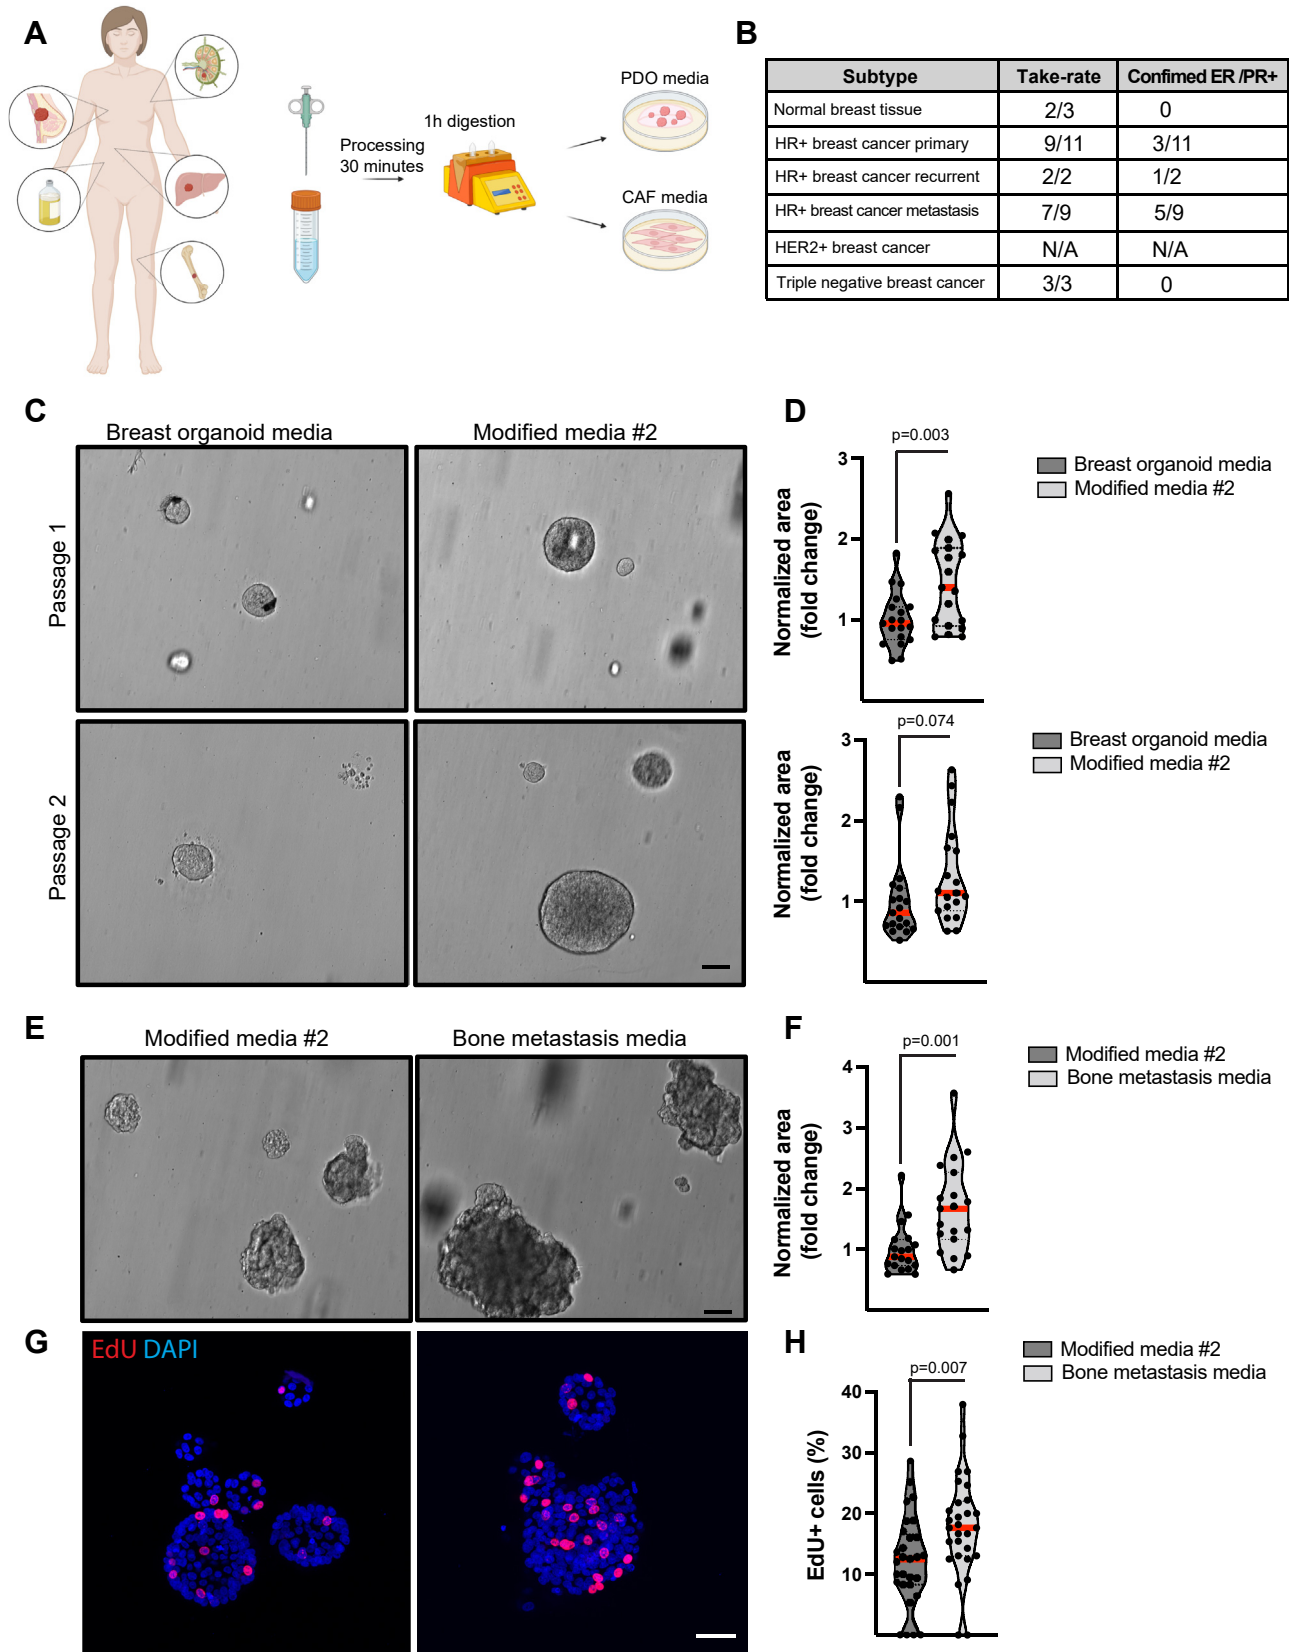 A
Processing
30 minutes
1h digestion
PDO media
CAF media
B
Subtype Take-rate Confimed ER /PR+
Normal breast tissue 2/3 0
HR+ breast cancer primary 9/11 3/11
HR+ breast cancer recurrent 2/2 1/2
HR+ breast cancer metastasis 7/9 5/9
HER2+ breast cancer N/A N/A
Triple negative breast cancer 3/3 0
C
Breast organoid media
Modified media #2
Passage 1
Passage 2
D
p=0.003
Normalized area
(fold change)
3
2
1
Breast organoid media
Modified media #2
p=0.074
Normalized area
(fold change)
3
2
1
Breast organoid media
Modified media #2
E
Modified media #2
Bone metastasis media
F
p=0.001
Normalized area
(fold change)
4
3
2
1
Modified media #2
Bone metastasis media
G
EdU DAPI
H
p=0.007
EdU+ cells (%)
40
30
20
10
Modified media #2
Bone metastasis media